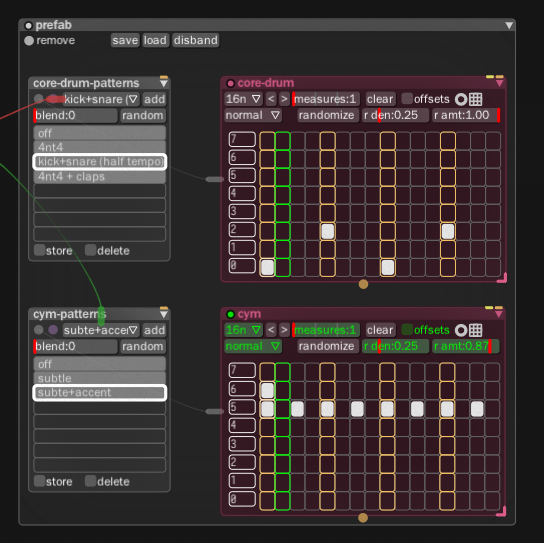 prefab
remove save load disband
core-drum-patterns
kick+snare (
add
blend:0 random
off
4nt4
kick+snare (half tempo)
4nt4 + claps
store delete
core-drum
16n < > measures:1 clear offsets
normal randomize r den:0.25 r amt:1.00
7
6
5
4
3
2
1
0
cym-patterns
subte+accer
add
blend:0 random
off
subtle
subte+accent
store delete
cym
16n < > measures:1 clear offsets
normal randomize r den:0.25 r amt:0.87
7
6
5
4
3
2
1
0